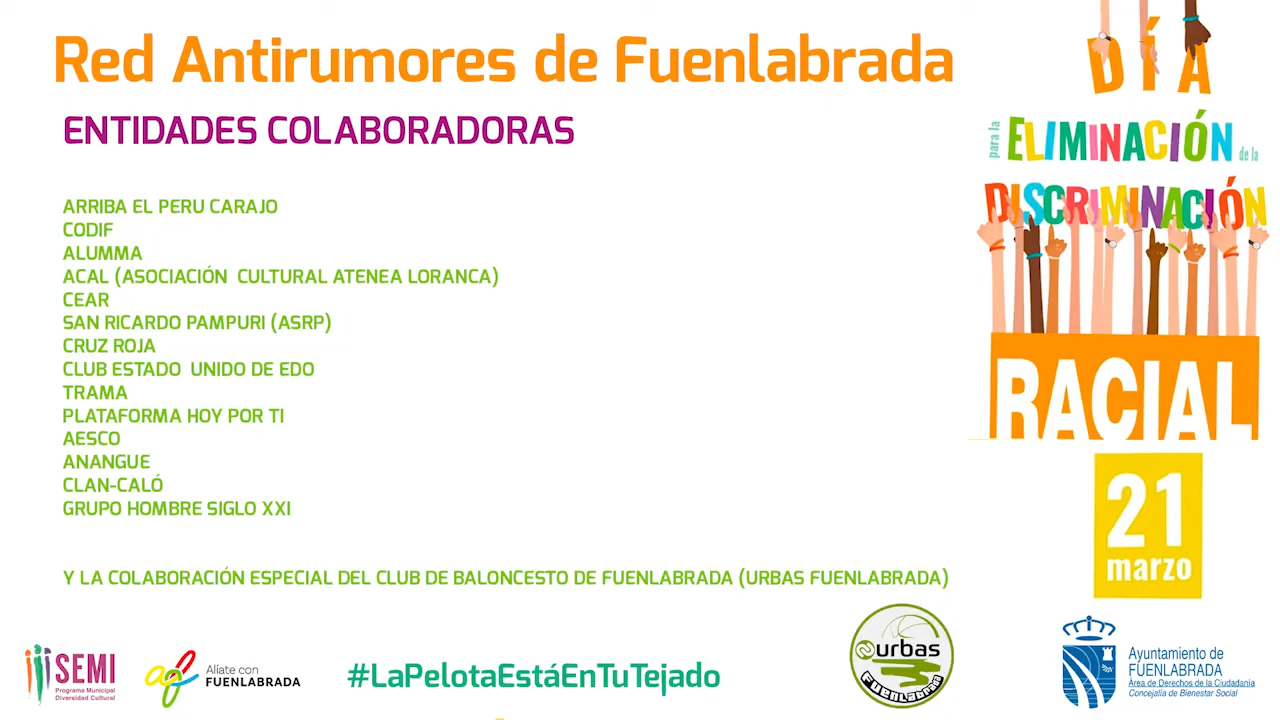 Red Antirumores de Fuenlabrada
ENTIDADES COLABORADORAS
ARRIBA EL PERU CARAJO
CODIF
ALUMMA
ACAL (ASOCIACIÓN CULTURAL ATENEA LORANCA)
CEAR
SAN RICARDO PAMPURI (ASRP)
CRUZ ROJA
CLUB ESTADO UNIDO DE EDO
TRAMA
PLATAFORMA HOY POR TI
AESCO
ANANGUE
CLAN-CALÓ
GRUPO HOMBRE SIGLO XXI
Y LA COLABORACIÓN ESPECIAL DEL CLUB DE BALONCESTO DE FUENLABRADA (URBAS FUENLABRADA)
DÍA
para la ELIMINACIÓN de la
DISCRIMINACIÓN
RACIAL
21
marzo
SEMI
Programa Municipal
Diversidad Cultural
af
Alíate con
FUENLABRADA
#LaPelotaEstáEnTuTejado
urbas
Fuenlabrada
Ayuntamiento de
FUENLABRADA
Área de Derechos de la Ciudadanía
Concejalía de Bienestar Social